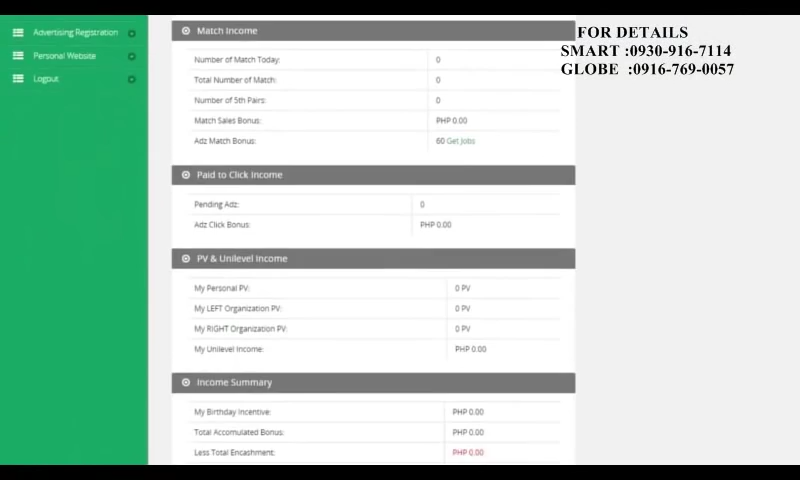 Advertising Registration
Personal Website
Logout
FOR DETAILS
SMART :0930-916-7114
GLOBE :0916-769-0057
Match Income
Number of Match Today: 0
Total Number of Match: 0
Number of 5th Pairs: 0
Match Sales Bonus: PHP 0.00
Adz Match Bonus: 60 Get Jobs
Paid to Click Income
Pending Adz: 0
Adz Click Bonus: PHP 0.00
PV & Unilevel Income
My Personal PV: 0 PV
My LEFT Organization PV: 0 PV
My RIGHT Organization PV: 0 PV
My Unilevel Income: PHP 0.00
Income Summary
My Birthday Incentive: PHP 0.00
Total Accumulated Bonus: PHP 0.00
Less Total Encashment: PHP 0.00